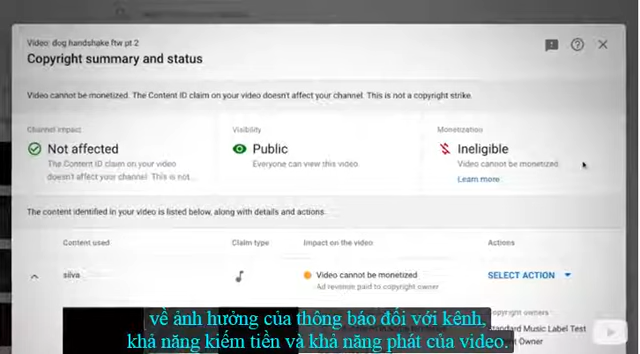 Video: dog handshake ftw pt 2
Copyright summary and status
Video cannot be monetized. The Content ID claim on your video doesn't affect your channel. This is not a copyright strike.
Channel impact
Visibility
Monetization
Not affected
Public
Ineligible
The Content ID claim on your video
Everyone can view this video.
Video cannot be monetized.
doesn't affect your channel. This is not...
Learn more
The content identified in your video is listed below, along with details and actions.
Content used
Claim type
Impact on the video
Actions
silva
Video cannot be monetized
SELECT ACTION
Ad revenue paid to copyright owner
Copyright owners
về ảnh hưởng của thông báo đối với kênh,
Standard Music Label Test
khả năng kiếm tiền và khả năng phát của video.
Owner